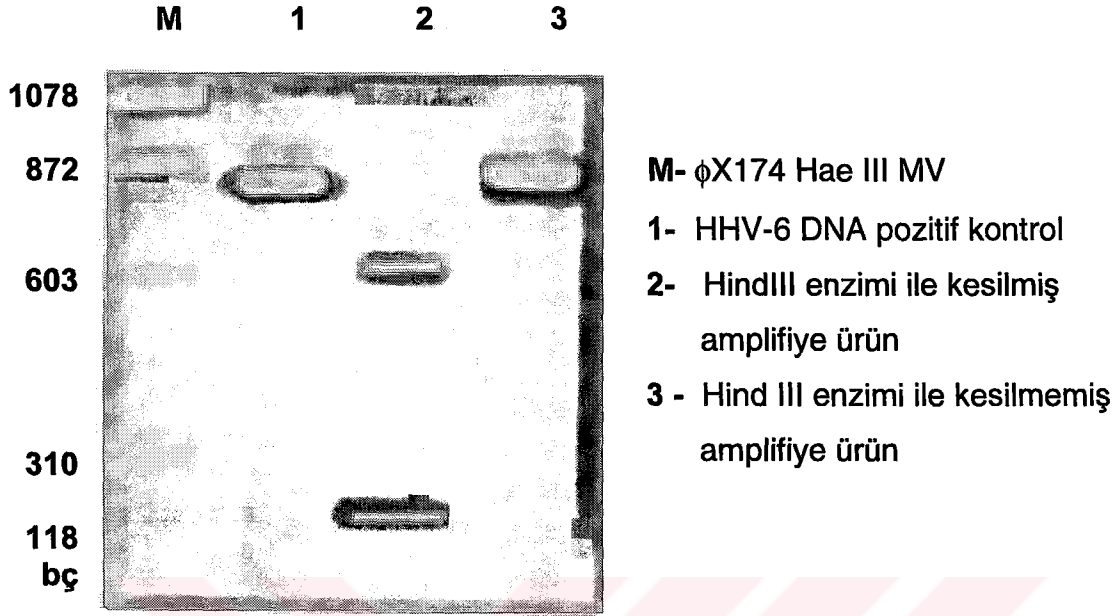 M 1 2 3
1078
872
603
310
118
bç
M- φX174 Hae III MV
1- HHV-6 DNA pozitif kontrol
2- HindIII enzimi ile kesilmiş
amplifiye ürün
3 - Hind III enzimi ile kesilmemiş
amplifiye ürün